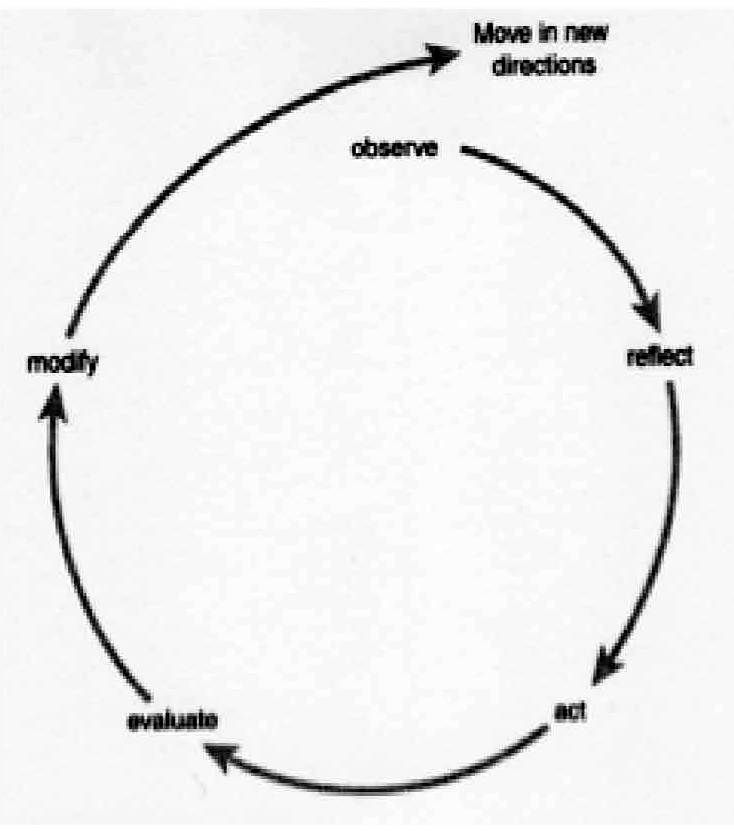 Move in new
directions
observe
reflect
act
evaluate
modify